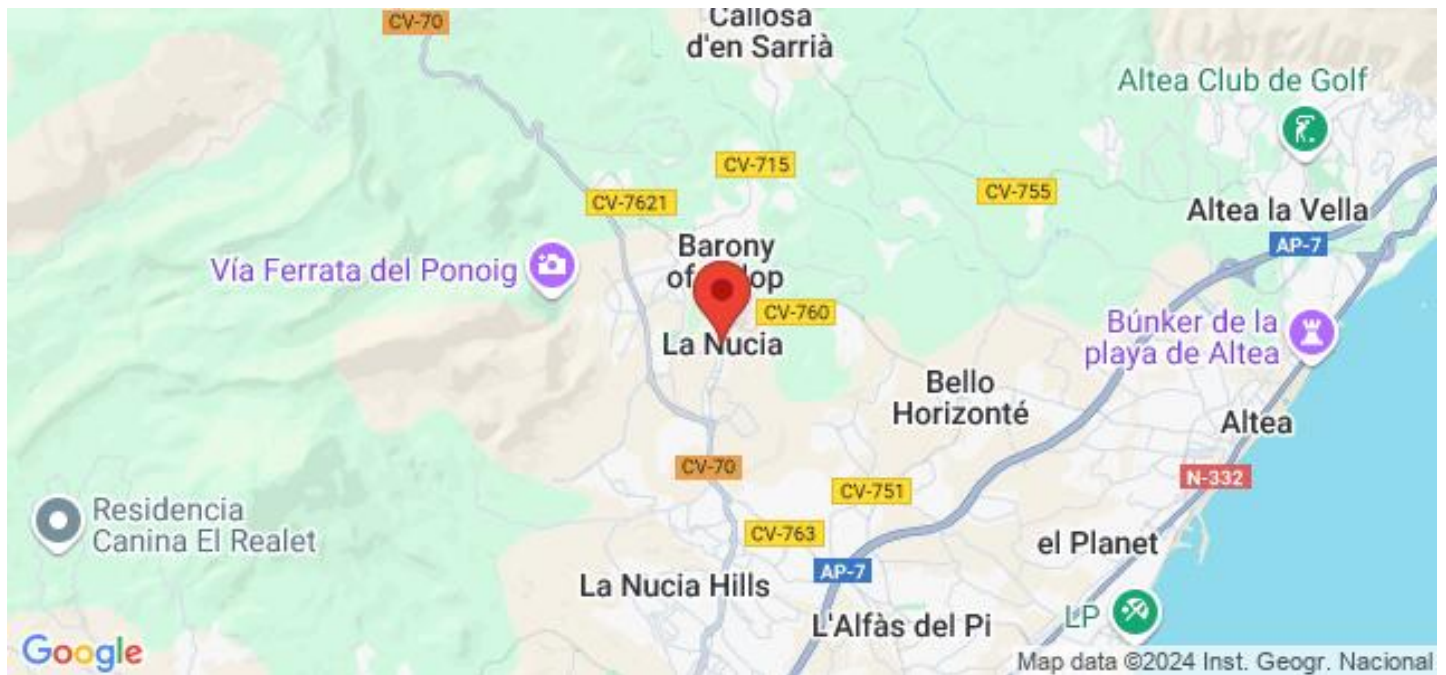 CV-70
Callosa
d'en Sarrià
Altea Club de Golf
CV-715
CV-755
CV-7621
Altea la Vella
Barony
AP-7
Vía Ferrata del Ponoig
CV-760
La Nucia
Búnker de la
playa de Altea
Bello
Horizonté
Altea
CV-70
N-332
CV-751
Residencia
Canina El Realet
CV-763
el Planet
AP-7
La Nucia Hills
LP
L'Alfàs del Pi
Google
Map data ©2024 Inst. Geogr. Nacional